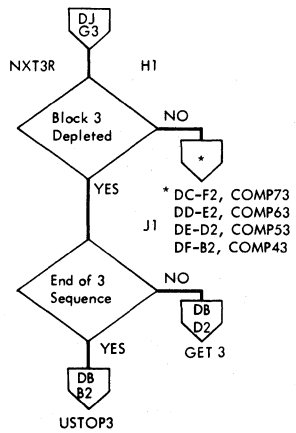 DJ
G3
NXT3R
H1
Block 3
Depleted
NO
*
YES
* DC-F2, COMP73
DD-E2, COMP63
DE-D2, COMP53
DF-B2, COMP43
J1
End of 3
Sequence
NO
DB
D2
GET 3
YES
DB
B2
USTOP3